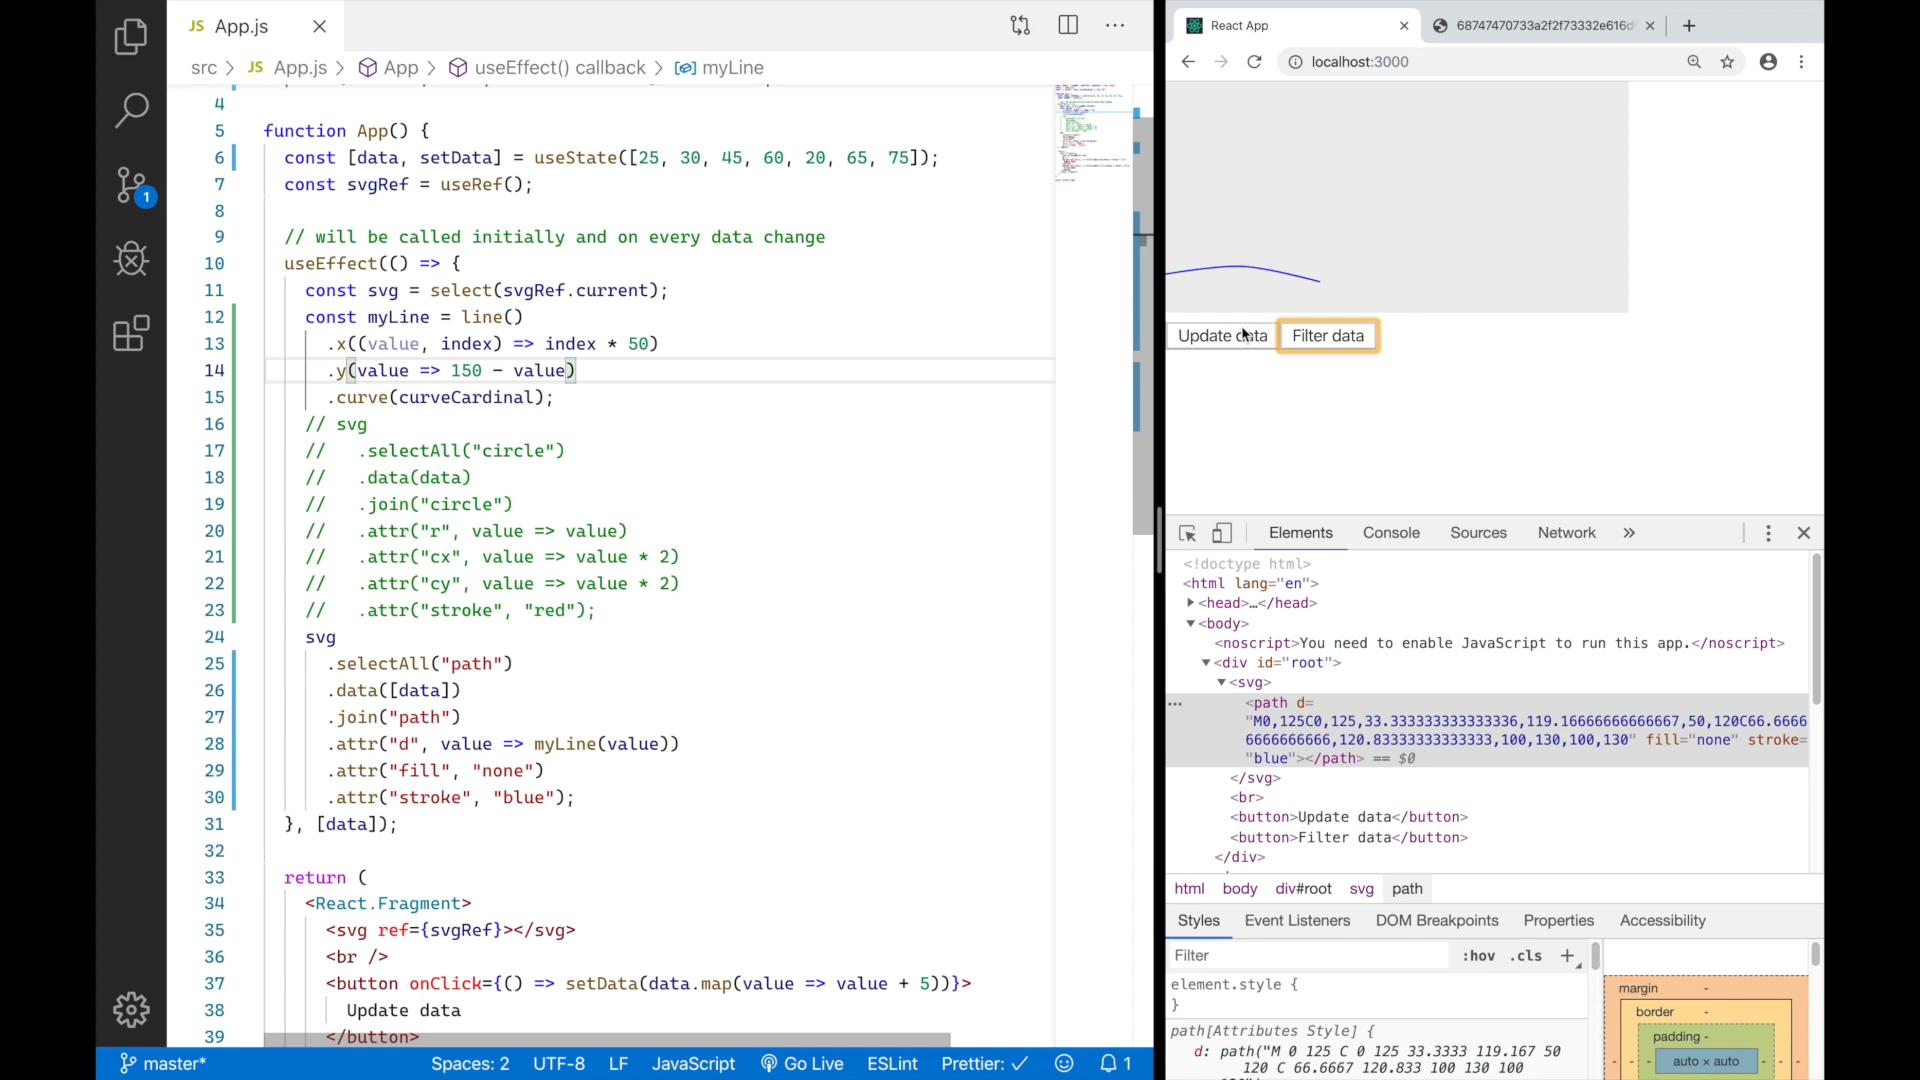 JS App.js
src > JS App.js > App > useEffect() callback > myLine
4
5 function App() {
6 const [data, setData] = useState([25, 30, 45, 60, 20, 65, 75]);
7 const svgRef = useRef();
8
9 // will be called initially and on every data change
10 useEffect(() => {
11 const svg = select(svgRef.current);
12 const myLine = line()
13 .x((value, index) => index * 50)
14 .y(value => 150 - value)
15 .curve(curveCardinal);
16 // svg
17 //   .selectAll("circle")
18 //   .data(data)
19 //   .join("circle")
20 //   .attr("r", value => value)
21 //   .attr("cx", value => value * 2)
22 //   .attr("cy", value => value * 2)
23 //   .attr("stroke", "red");
24 svg
25 .selectAll("path")
26 .data([data])
27 .join("path")
28 .attr("d", value => myLine(value))
29 .attr("fill", "none")
30 .attr("stroke", "blue");
31 }, [data]);
32
33 return (
34 <React.Fragment>
35 <svg ref={svgRef}></svg>
36 <br />
37 <button onClick={() => setData(data.map(value => value + 5))}>
38 Update data
39 </button>
1
master*
Spaces: 2 UTF-8 LF JavaScript Go Live ESLint Prettier: ✓ 1
React App
68747470733a2f2f73332e616d
localhost:3000
Update data
Filter data
Elements Console Sources Network »
<!doctype html>
<html lang="en">
<head>…</head>
<body>
<noscript>You need to enable JavaScript to run this app.</noscript>
<div id="root">
<svg>
<path d=
"M0,125C0,125,33.333333333333336,119.16666666666667,50,120C66.6666
6666666666,120.83333333333333,100,130,100,130" fill="none" stroke=
"blue"></path> == $0
</svg>
<br>
<button>Update data</button>
<button>Filter data</button>
</div>
html body div#root svg path
Styles Event Listeners DOM Breakpoints Properties Accessibility
Filter :hov .cls +
element.style {
}
path[Attributes Style] {
d: path("M 0 125 C 0 125 33.3333 119.167 50
120 C 66.6667 120.833 100 130 100
margin -
border -
padding -
auto × auto